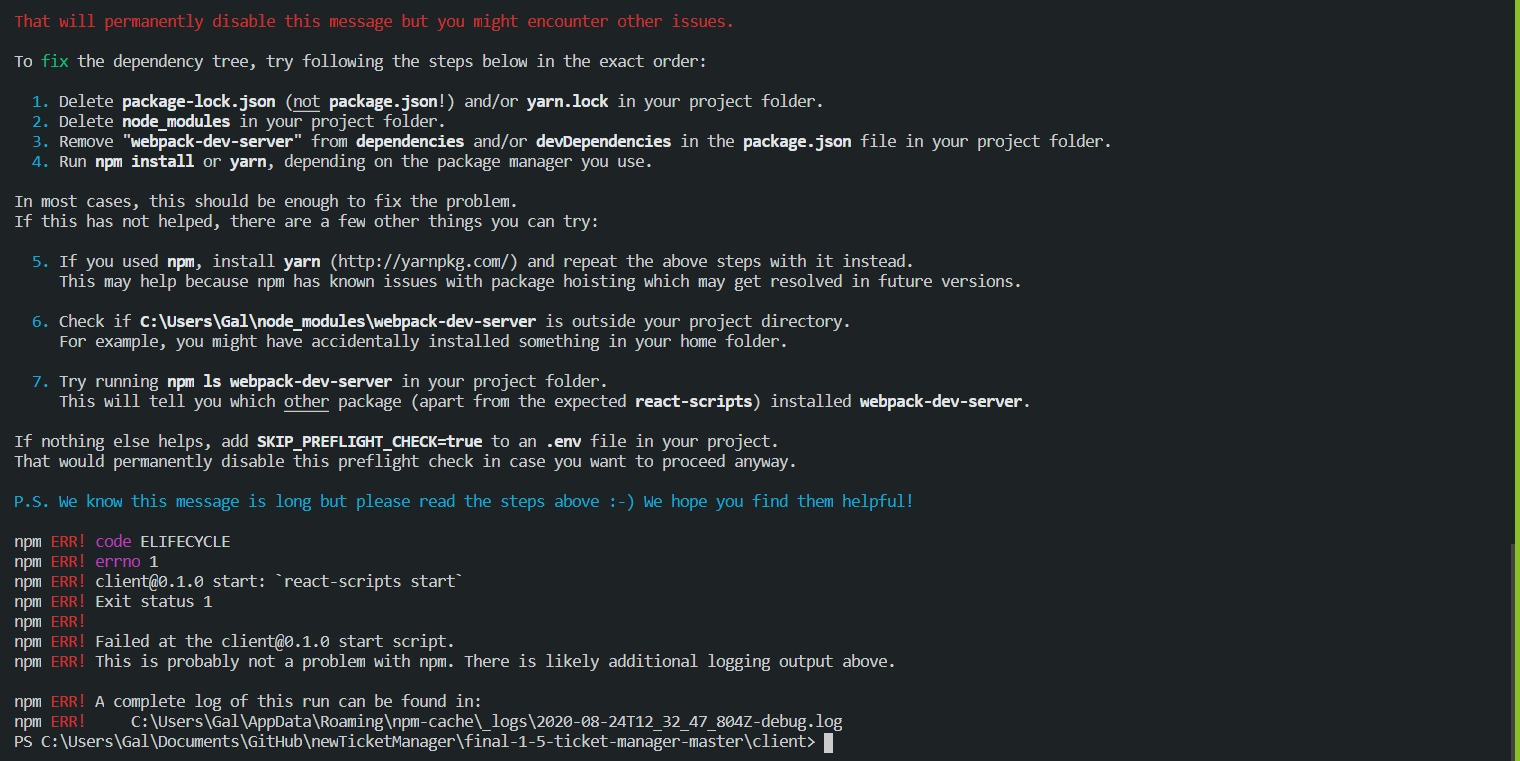 That will permanently disable this message but you might encounter other issues.
To fix the dependency tree, try following the steps below in the exact order:
1. Delete package-lock.json (not package.json!) and/or yarn.lock in your project folder.
2. Delete node_modules in your project folder.
3. Remove "webpack-dev-server" from dependencies and/or devDependencies in the package.json file in your project folder.
4. Run npm install or yarn, depending on the package manager you use.
In most cases, this should be enough to fix the problem.
If this has not helped, there are a few other things you can try:
5. If you used npm, install yarn (http://yarnpkg.com/) and repeat the above steps with it instead.
This may help because npm has known issues with package hoisting which may get resolved in future versions.
6. Check if C:\Users\Gal\node_modules\webpack-dev-server is outside your project directory.
For example, you might have accidentally installed something in your home folder.
7. Try running npm ls webpack-dev-server in your project folder.
This will tell you which other package (apart from the expected react-scripts) installed webpack-dev-server.
If nothing else helps, add SKIP_PREFLIGHT_CHECK=true to an .env file in your project.
That would permanently disable this preflight check in case you want to proceed anyway.
P.S. We know this message is long but please read the steps above :-) We hope you find them helpful!
npm ERR! code ELIFECYCLE
npm ERR! errno 1
npm ERR! client@0.1.0 start: `react-scripts start`
npm ERR! Exit status 1
npm ERR!
npm ERR! Failed at the client@0.1.0 start script.
npm ERR! This is probably not a problem with npm. There is likely additional logging output above.
npm ERR! A complete log of this run can be found in:
npm ERR!     C:\Users\Gal\AppData\Roaming\npm-cache\_logs\2020-08-24T12_32_47_804Z-debug.log
PS C:\Users\Gal\Documents\GitHub\newTicketManager\final-1-5-ticket-manager-master\client>